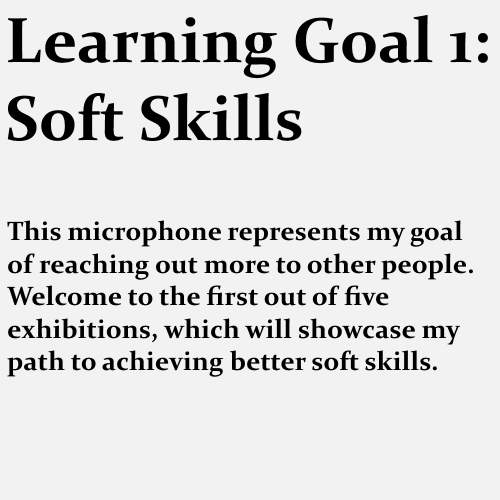 Learning Goal 1:
Soft Skills
This microphone represents my goal
of reaching out more to other people.
Welcome to the first out of five
exhibitions, which will showcase my
path to achieving better soft skills.